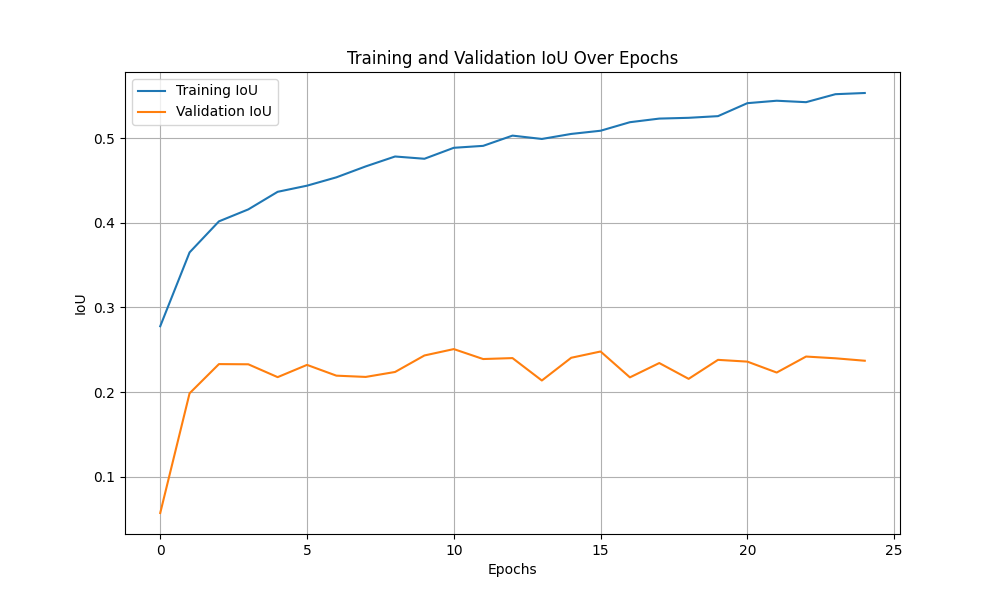 Training and Validation IoU Over Epochs
Training IoU
Validation IoU
0.5
0.4
0.3
0.2
0.1
IoU
0 5 10 15 20 25
Epochs